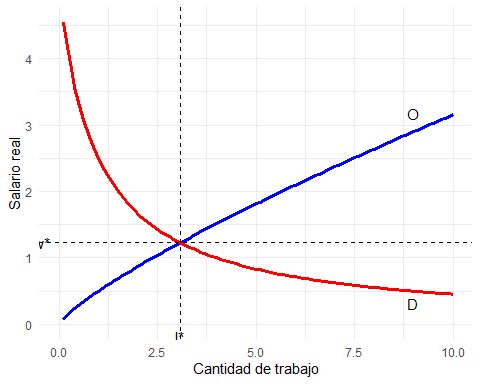 4
3
2
1
0
Salario real
O
D
w*
l*
0.0 2.5 5.0 7.5 10.0
Cantidad de trabajo